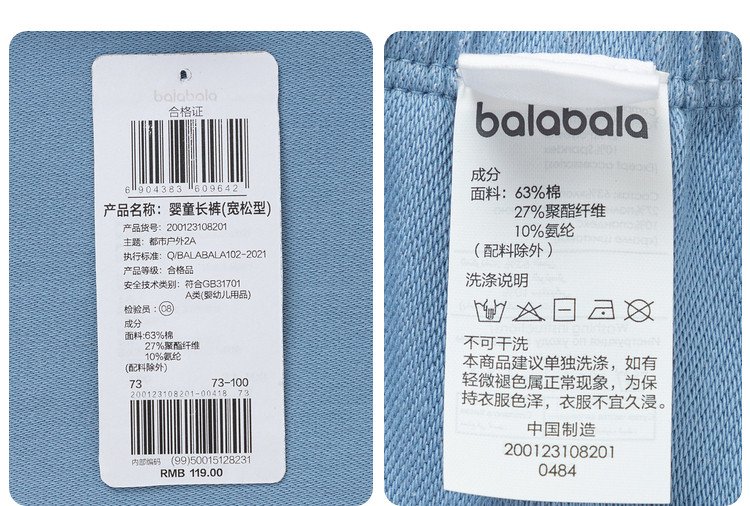 balabala
合格证
6 904383 609642
产品名称：婴童长裤(宽松型)
产品货号：200123108201
主题：都市户外2A
执行标准：Q/BALABALA102-2021
产品等级：合格品
安全技术类别：符合GB31701
A类(婴幼儿用品)
检验员 08
成分
面料:63%棉
27%聚酯纤维
10%氨纶
(配料除外)
73 73-100
200123108201-00418 73
内部编码 (99)50015128231
RMB 119.00
balabala
成分
面料：63%棉
27%聚酯纤维
10%氨纶
(配料除外)
洗涤说明
不可干洗
本商品建议单独洗涤，如有
轻微褪色属正常现象，为保
持衣服色泽，衣服不宜久浸。
中国制造
200123108201
0484